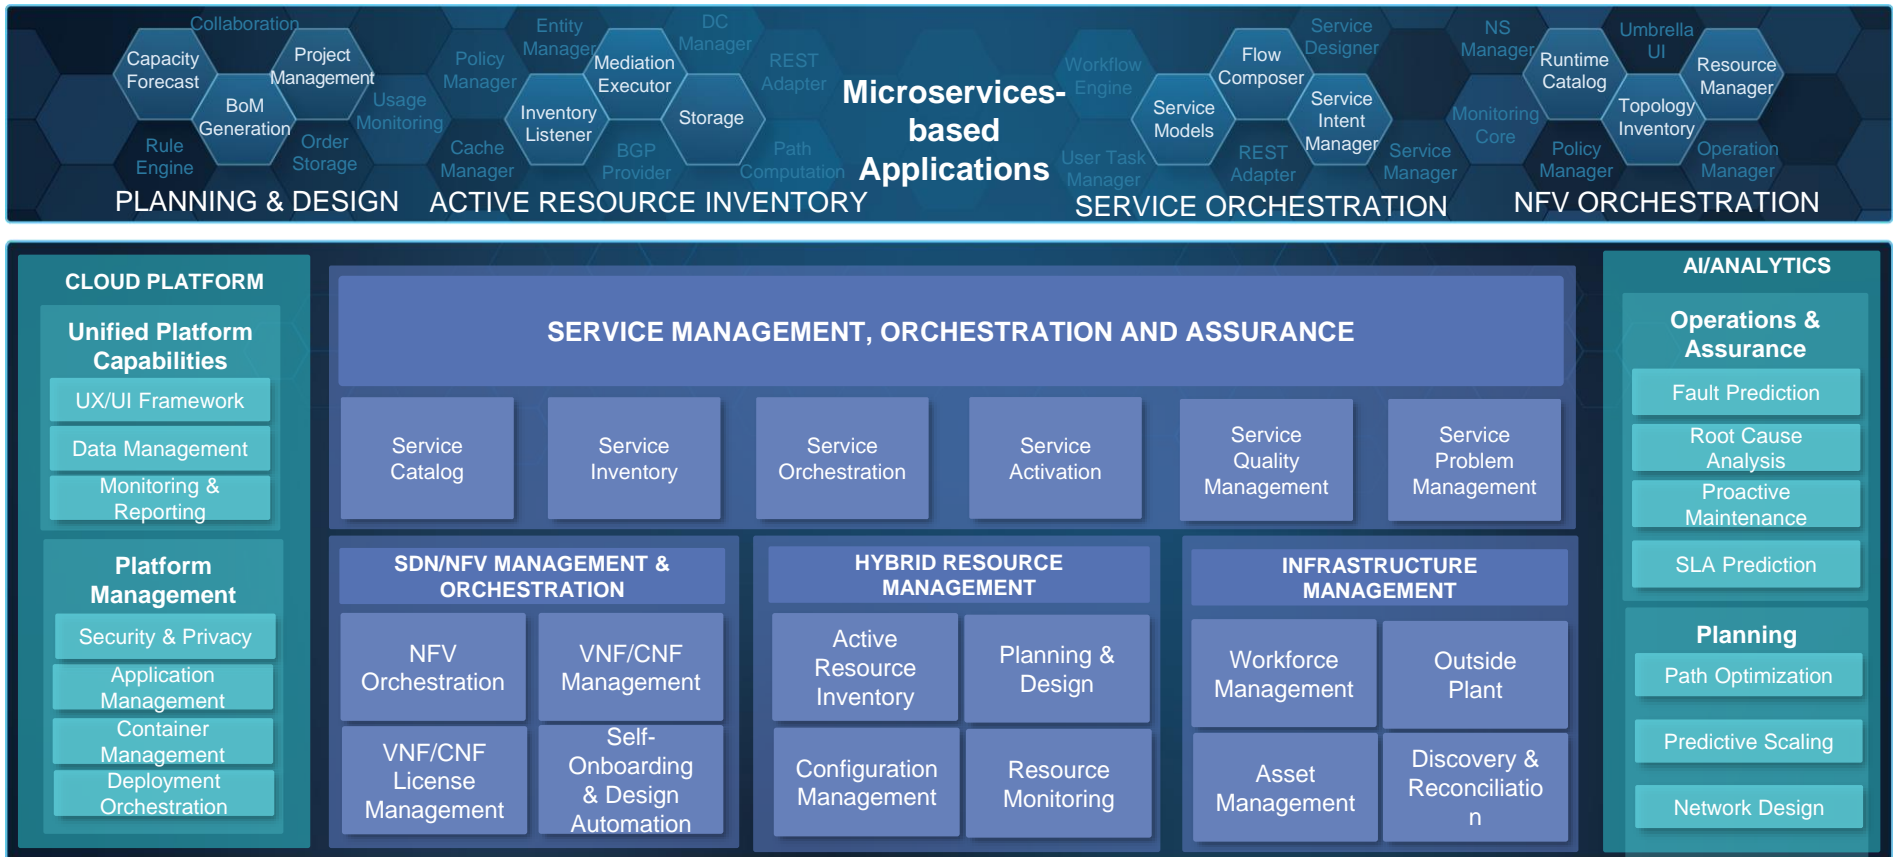 Collaboration
Capacity
Forecast
Project
Management
BoM
Generation
Usage
Monitoring
Rule
Engine
Order
Storage
PLANNING & DESIGN
Entity
Manager
DC
Manager
Policy
Manager
Mediation
Executor
REST
Adapter
Inventory
Listener
Storage
Cache
Manager
BGP
Provider
Path
Computation
ACTIVE RESOURCE INVENTORY
Microservices-
based
Applications
Service
Designer
Workflow
Engine
Flow
Composer
Service
Models
Service
Intent
Manager
User Task
Manager
REST
Adapter
Service
Manager
SERVICE ORCHESTRATION
NS
Manager
Umbrella
UI
Runtime
Catalog
Resource
Manager
Monitoring
Core
Topology
Inventory
Policy
Manager
Operation
Manager
NFV ORCHESTRATION
CLOUD PLATFORM
Unified Platform
Capabilities
UX/UI Framework
Data Management
Monitoring &
Reporting
Platform
Management
Security & Privacy
Application
Management
Container
Management
Deployment
Orchestration
SERVICE MANAGEMENT, ORCHESTRATION AND ASSURANCE
Service
Catalog
Service
Inventory
Service
Orchestration
Service
Activation
Service
Quality
Management
Service
Problem
Management
SDN/NFV MANAGEMENT &
ORCHESTRATION
NFV
Orchestration
VNF/CNF
Management
VNF/CNF
License
Management
Self-
Onboarding
& Design
Automation
HYBRID RESOURCE
MANAGEMENT
Active
Resource
Inventory
Planning &
Design
Configuration
Management
Resource
Monitoring
INFRASTRUCTURE
MANAGEMENT
Workforce
Management
Outside
Plant
Asset
Management
Discovery &
Reconciliatio
n
AI/ANALYTICS
Operations &
Assurance
Fault Prediction
Root Cause
Analysis
Proactive
Maintenance
SLA Prediction
Planning
Path Optimization
Predictive Scaling
Network Design